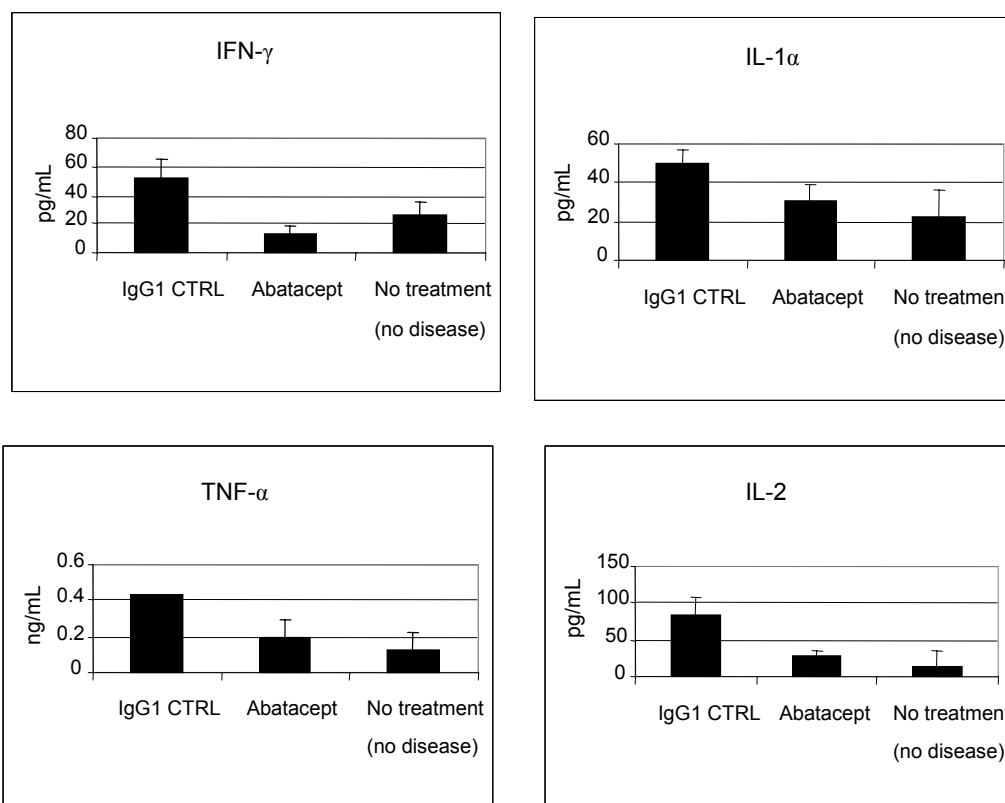 IFN-γ
pg/mL
80
60
40
20
0
IgG1 CTRL
Abatacept
No treatment
(no disease)
IL-1α
pg/mL
60
40
20
0
IgG1 CTRL
Abatacept
No treatmen
(no disease)
TNF-α
ng/mL
0.6
0.4
0.2
0
IgG1 CTRL
Abatacept
No treatment
(no disease)
IL-2
pg/mL
150
100
50
0
IgG1 CTRL
Abatacept
No treatment
(no disease)